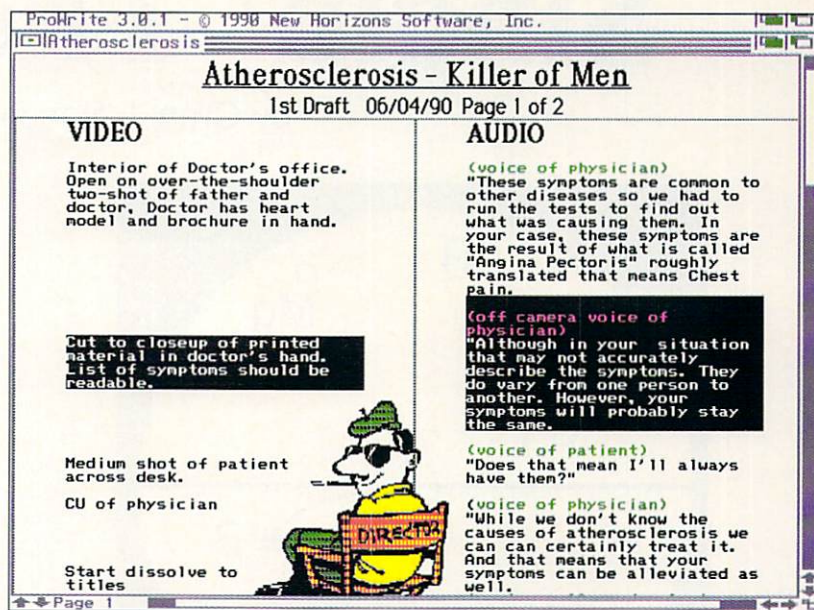 ProWrite 3.0.1 - © 1990 New Horizons Software, Inc.
Atherosclerosis
Atherosclerosis - Killer of Men
1st Draft 06/04/90 Page 1 of 2
VIDEO
Interior of Doctor's office.
Open on over-the-shoulder
two-shot of father and
doctor, Doctor has heart
model and brochure in hand.
Cut to closeup of printed
material in doctor's hand.
List of symptoms should be
readable.
Medium shot of patient
across desk.
CU of physician
Start dissolve to
titles
DIRECTOR
AUDIO
(voice of physician)
"These symptoms are common to
other diseases so we had to
run the tests to find out
what was causing them. In
your case, these symptoms are
the result of what is called
"Angina Pectoris" roughly
translated that means Chest
pain.
(off camera voice of
physician)
"Although in your situation
that may not accurately
describe the symptoms. They
do vary from one person to
another. However, your
symptoms will probably stay
the same.
(voice of patient)
"Does that mean I'll always
have them?"
(voice of physician)
"While we don't know the
causes of atherosclerosis we
can can certainly treat it.
And that means that your
symptoms can be alleviated as
well.
Page 1